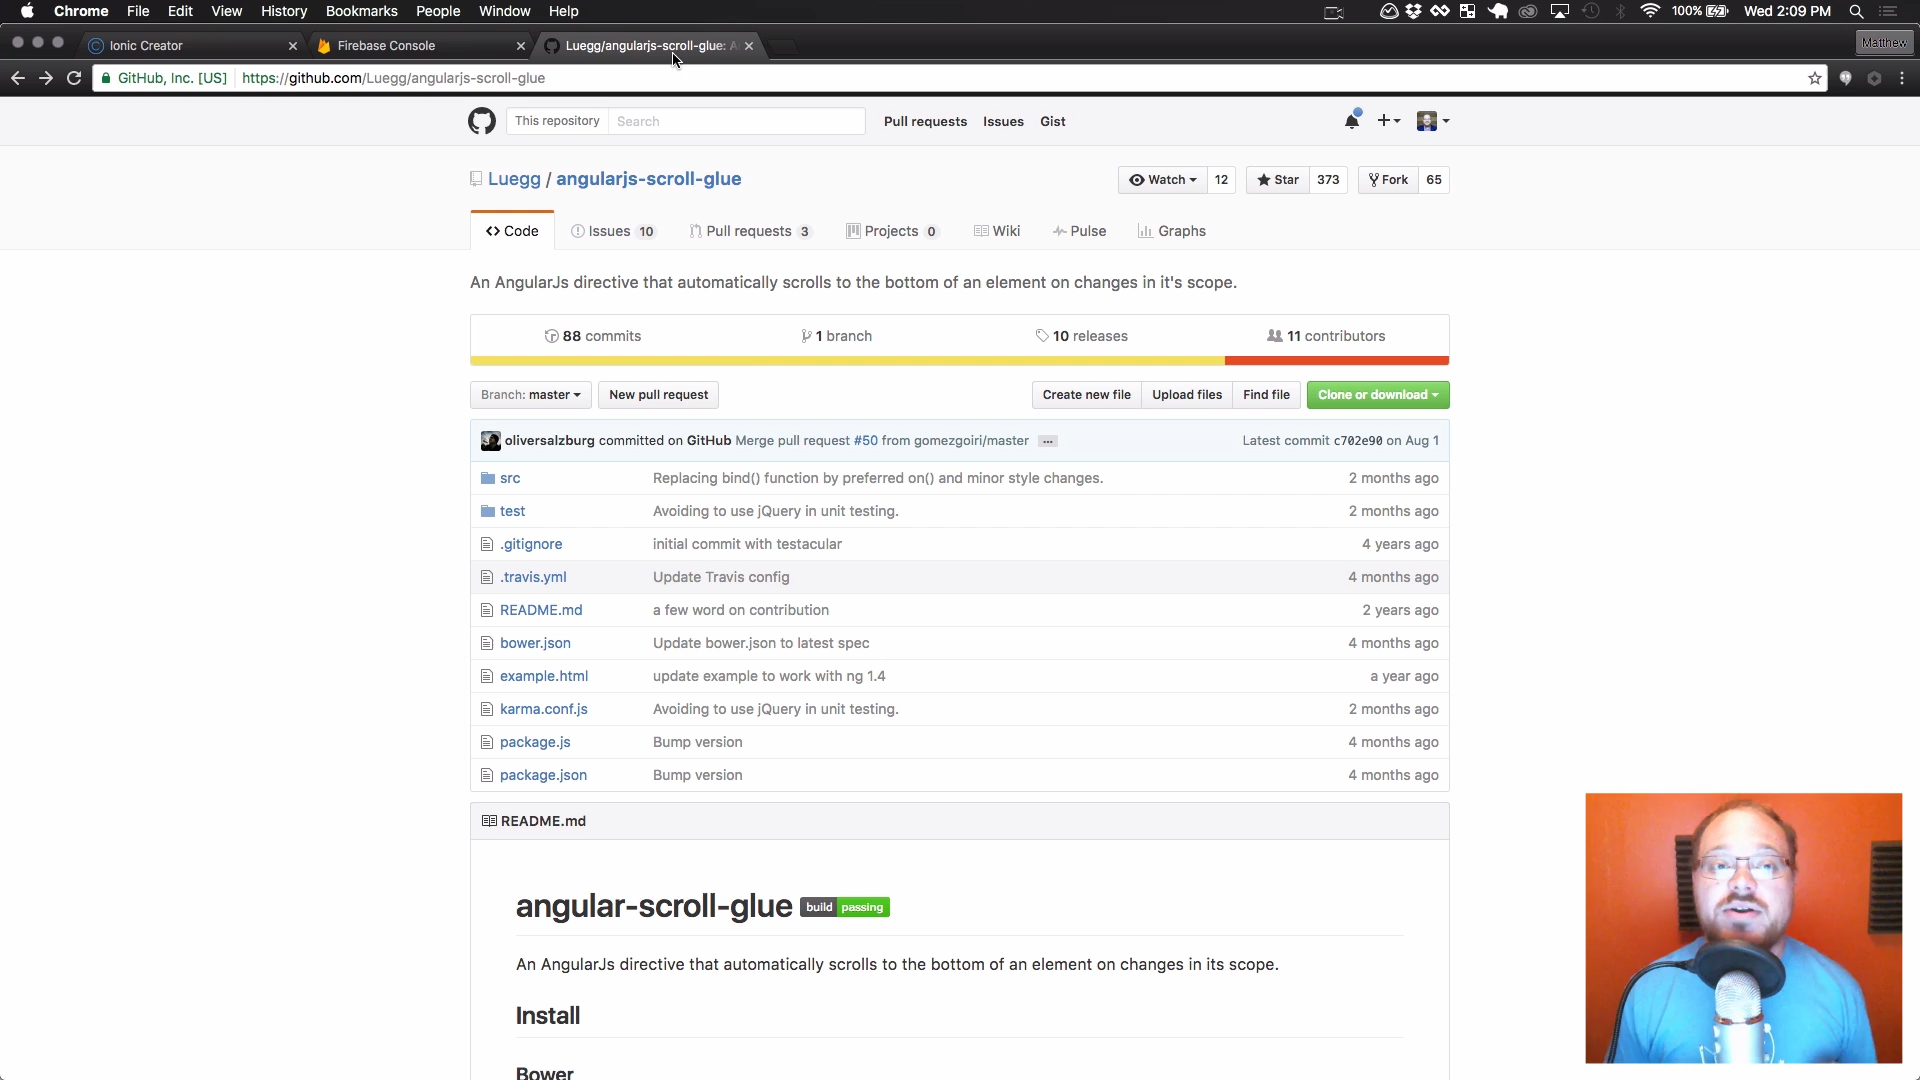 Chrome File Edit View History Bookmarks People Window Help 100% Wed 2:09 PM
Ionic Creator Firebase Console Luegg/angularjs-scroll-glue: A Matthew
GitHub, Inc. [US] https://github.com/Luegg/angularjs-scroll-glue
This repository Search Pull requests Issues Gist
Luegg / angularjs-scroll-glue Watch 12 Star 373 Fork 65
Code Issues 10 Pull requests 3 Projects 0 Wiki Pulse Graphs
An AngularJs directive that automatically scrolls to the bottom of an element on changes in it's scope.
88 commits 1 branch 10 releases 11 contributors
Branch: master New pull request Create new file Upload files Find file Clone or download
oliversalzburg committed on GitHub Merge pull request #50 from gomezgoiri/master ... Latest commit c702e90 on Aug 1
src Replacing bind() function by preferred on() and minor style changes. 2 months ago
test Avoiding to use jQuery in unit testing. 2 months ago
.gitignore initial commit with testacular 4 years ago
.travis.yml Update Travis config 4 months ago
README.md a few word on contribution 2 years ago
bower.json Update bower.json to latest spec 4 months ago
example.html update example to work with ng 1.4 a year ago
karma.conf.js Avoiding to use jQuery in unit testing. 2 months ago
package.js Bump version 4 months ago
package.json Bump version 4 months ago
README.md
angular-scroll-glue build passing
An AngularJs directive that automatically scrolls to the bottom of an element on changes in its scope.
Install
Bower